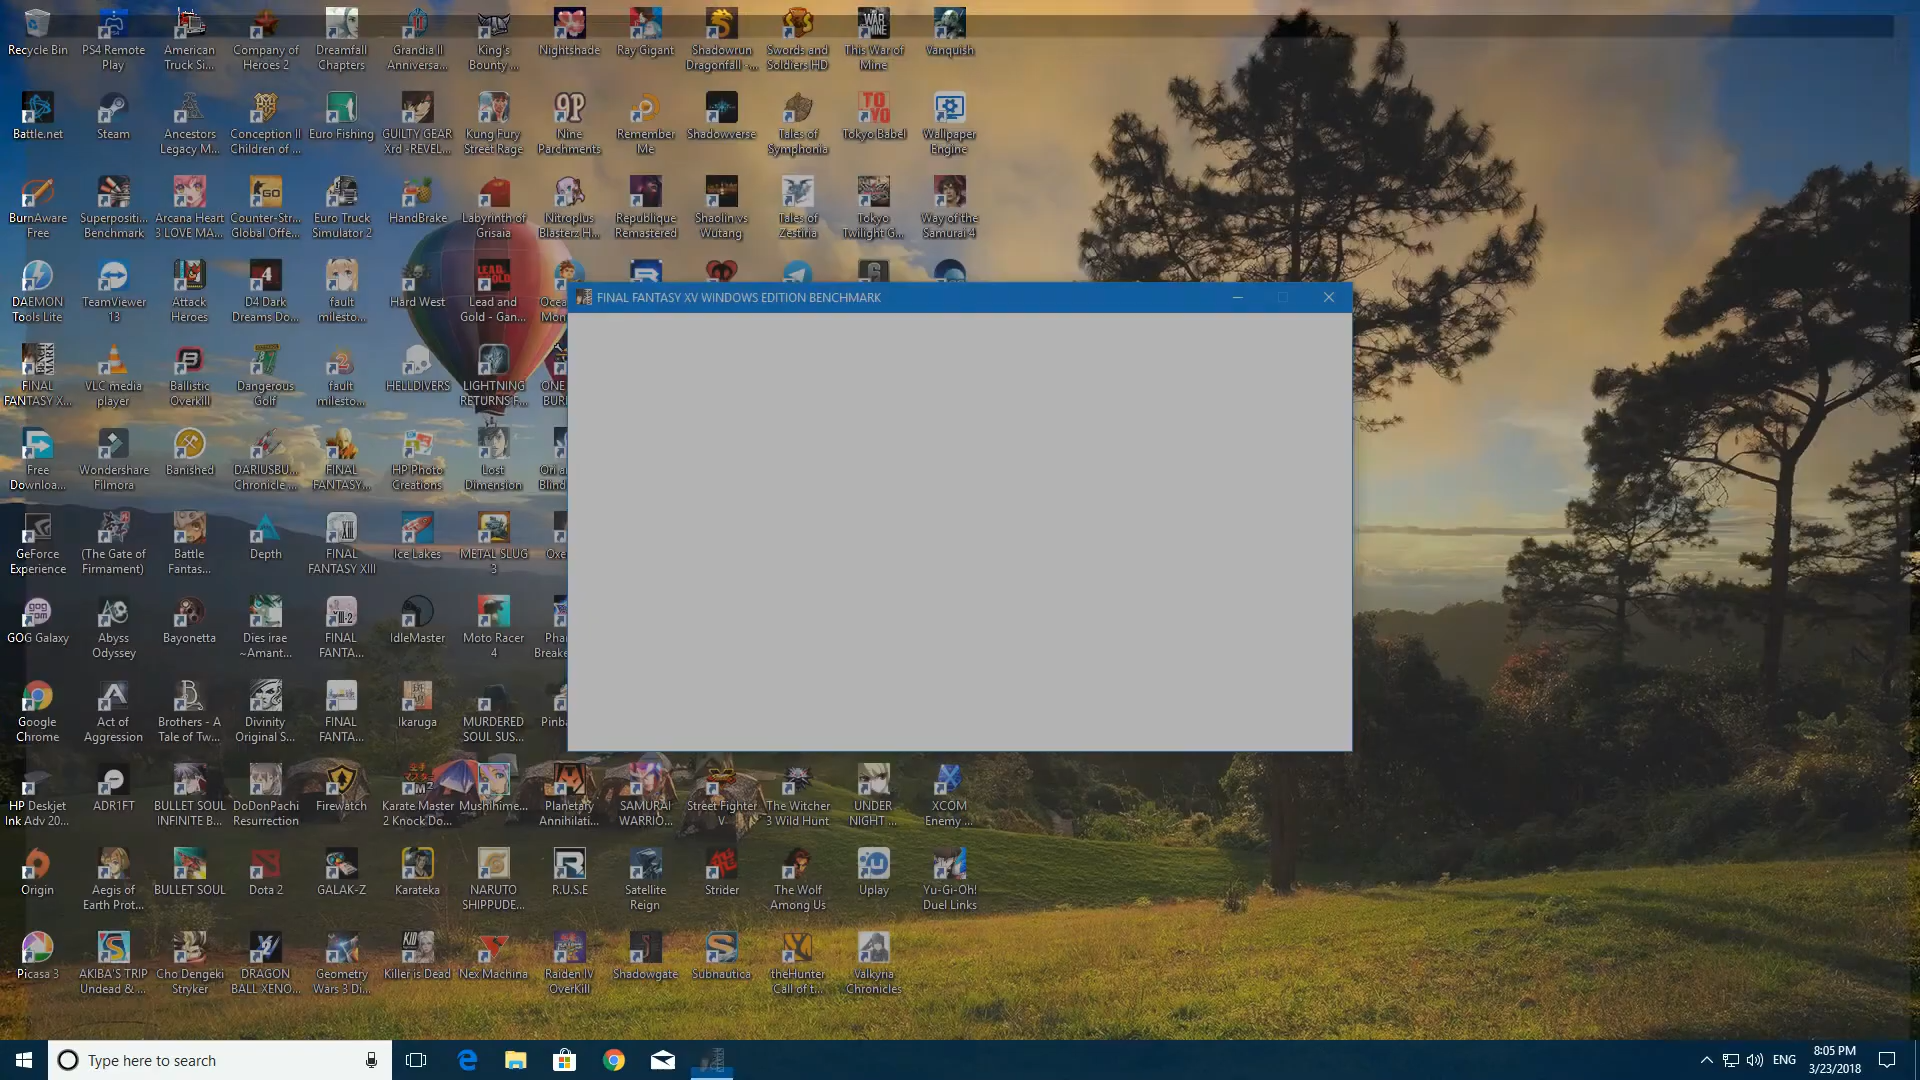 Recycle Bin
PS4 Remote
Play
American
Truck Si...
Company of
Heroes 2
Dreamfall
Chapters
Grandia II
Anniversa...
King's
Bounty ...
Nightshade
Ray Gigant
Shadowrun
Dragonfall -...
Swords and
Soldiers HD
This War of
Mine
Vanquish
Battle.net
Steam
Ancestors
Legacy M...
Conception II
Children of ...
Euro Fishing
GUILTY GEAR
Xrd -REVEL...
Kung Fury
Street Rage
Nine
Parchments
Remember
Me
Shadowverse
Tales of
Symphonia
Tokyo Babel
Wallpaper
Engine
BurnAware
Free
Superpositi...
Benchmark
Arcana Heart
3 LOVE MA...
Counter-Str...
Global Offe...
Euro Truck
Simulator 2
HandBrake
Labyrinth of
Grisaia
Nitroplus
Blasterz H...
Republique
Remastered
Shaolin vs
Wutang
Tales of
Zestiria
Tokyo
Twilight G...
Way of the
Samurai 4
DAEMON
Tools Lite
TeamViewer
13
Attack
Heroes
D4 Dark
Dreams Do...
fault
milesto...
Hard West
Lead and
Gold - Gan...
Ocea
Mon
FINAL FANTASY XV WINDOWS EDITION BENCHMARK
FINAL
FANTASY X...
VLC media
player
Ballistic
Overkill
Dangerous
Golf
fault
milesto...
HELLDIVERS
LIGHTNING
RETURNS F...
ONE
BUR
Free
Downloa...
Wondershare
Filmora
Banished
DARIUSBU...
Chronicle ...
FINAL
FANTASY...
HP Photo
Creations
Lost
Dimension
Ori a
Blind
GeForce
Experience
(The Gate of
Firmament)
Battle
Fantas...
Depth
FINAL
FANTASY XIII
Ice Lakes
METAL SLUG
3
Oxe
GOG Galaxy
Abyss
Odyssey
Bayonetta
Dies irae
~Amant...
FINAL
FANTA...
IdleMaster
Moto Racer
4
Pha
Breake
Google
Chrome
Act of
Aggression
Brothers - A
Tale of Tw...
Divinity
Original S...
FINAL
FANTA...
Ikaruga
MURDERED
SOUL SUS...
Pinba
HP Deskjet
Ink Adv 20...
ADR1FT
BULLET SOUL
INFINITE B...
DoDonPachi
Resurrection
Firewatch
Karate Master
2 Knock Do...
Mushihime...
Planetary
Annihilati...
SAMURAI
WARRIO...
Street Fighter
V
The Witcher
3 Wild Hunt
UNDER
NIGHT ...
XCOM
Enemy ...
Origin
Aegis of
Earth Prot...
BULLET SOUL
Dota 2
GALAK-Z
Karateka
NARUTO
SHIPPUDE...
R.U.S.E
Satellite
Reign
Strider
The Wolf
Among Us
Uplay
Yu-Gi-Oh!
Duel Links
Picasa 3
AKIBA'S TRIP
Undead & ...
Cho Dengeki
Stryker
DRAGON
BALL XENO...
Geometry
Wars 3 Di...
Killer is Dead
Nex Machina
Raiden IV
OverKill
Shadowgate
Subnautica
theHunter
Call of t...
Valkyria
Chronicles
Type here to search
ENG
8:05 PM
3/23/2018